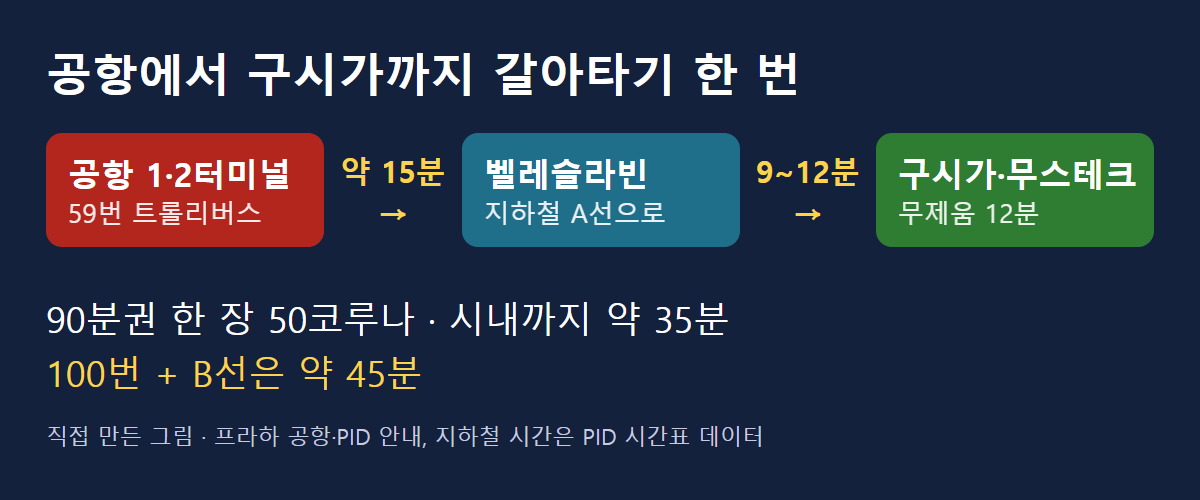 공항에서 구시가까지 갈아타기 한 번
공항 1·2터미널
59번 트롤리버스
약 15분
→
벨레슬라빈
지하철 A선으로
9~12분
→
구시가·무스테크
무제움 12분
90분권 한 장 50코루나 · 시내까지 약 35분
100번 + B선은 약 45분
직접 만든 그림 · 프라하 공항·PID 안내, 지하철 시간은 PID 시간표 데이터